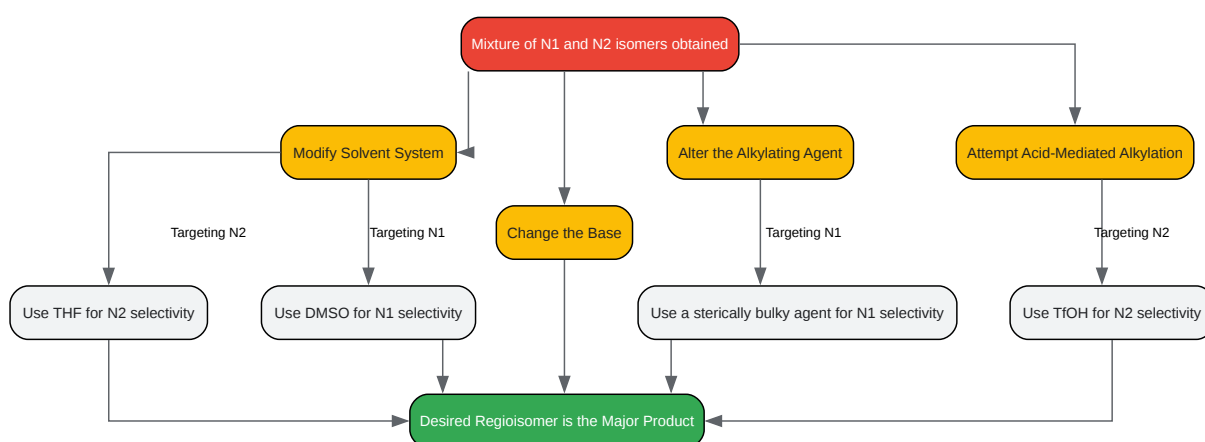 Mixture of N1 and N2 isomers obtained
Modify Solvent System
Alter the Alkylating Agent
Attempt Acid-Mediated Alkylation
Targeting N2
Targeting N1
Change the Base
Targeting N1
Targeting N2
Use THF for N2 selectivity
Use DMSO for N1 selectivity
Use a sterically bulky agent for N1 selectivity
Use TfOH for N2 selectivity
Desired Regioisomer is the Major Product